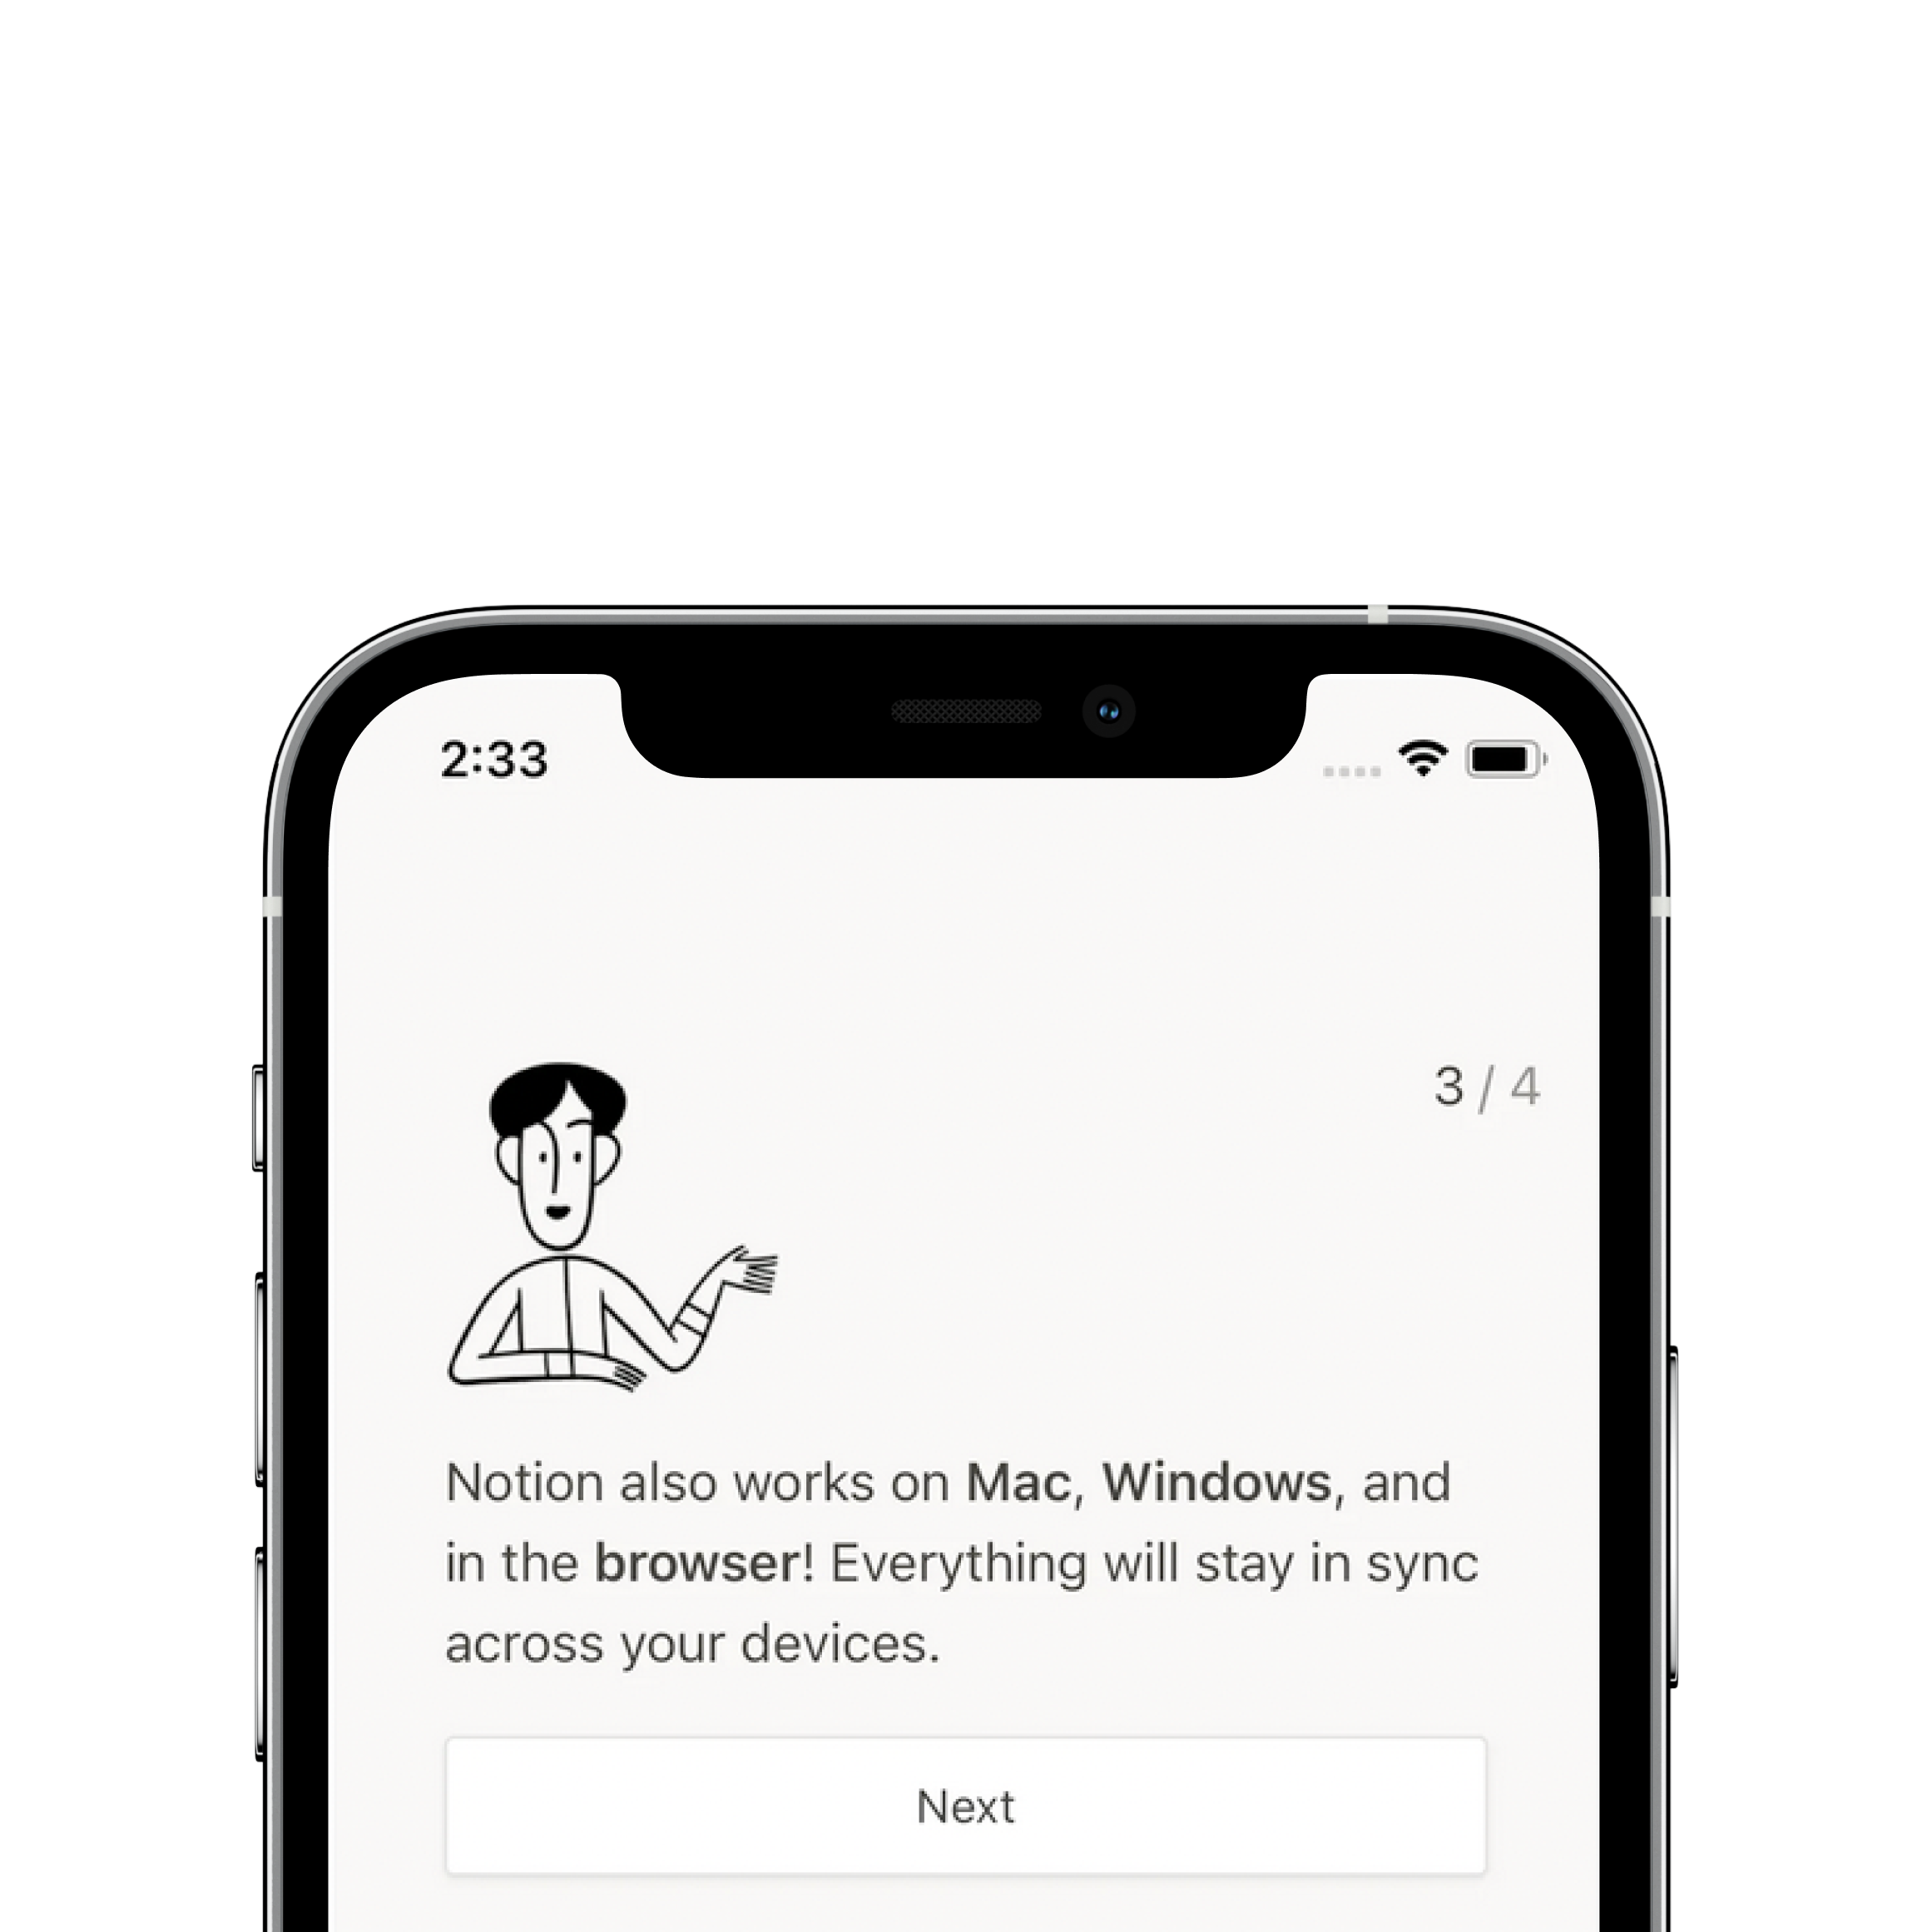 2:33
3 / 4
Notion also works on Mac, Windows, and
in the browser! Everything will stay in sync
across your devices.
Next